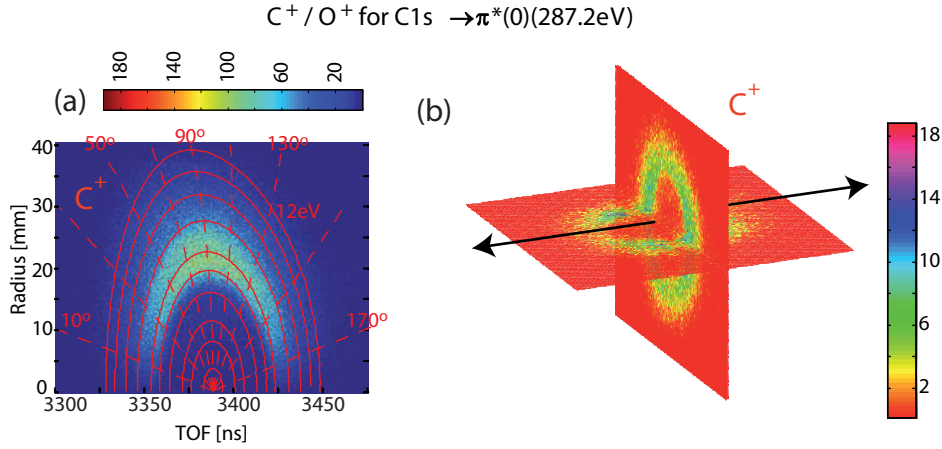 C⁺ / O⁺ for C1s →π*(0)(287.2eV)
180 140 100 60 20
(a)
50º 90º 130º
C⁺
12eV
10º 170º
40
30
20
10
0
Radius [mm]
3300 3350 3400 3450
TOF [ns]
(b)
C⁺
18
14
10
6
2